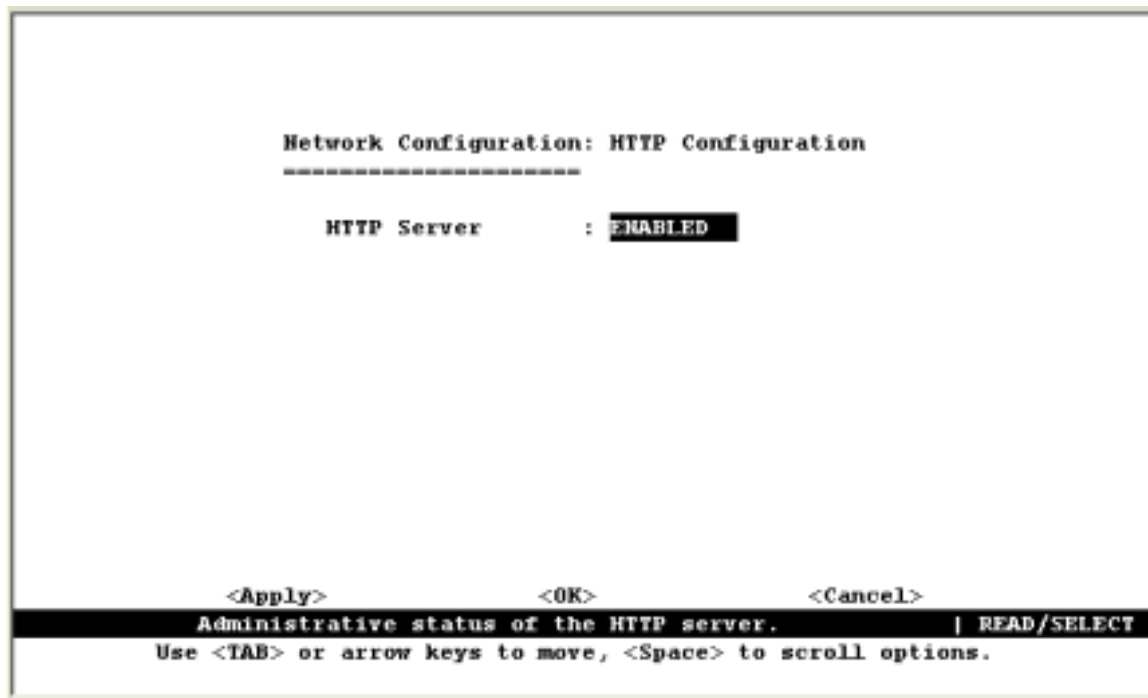 Network Configuration: HTTP Configuration
=====================
HTTP Server : ENABLED
<Apply> <OK> <Cancel>
Administrative status of the HTTP server. | READ/SELECT
Use <TAB> or arrow keys to move, <Space> to scroll options.